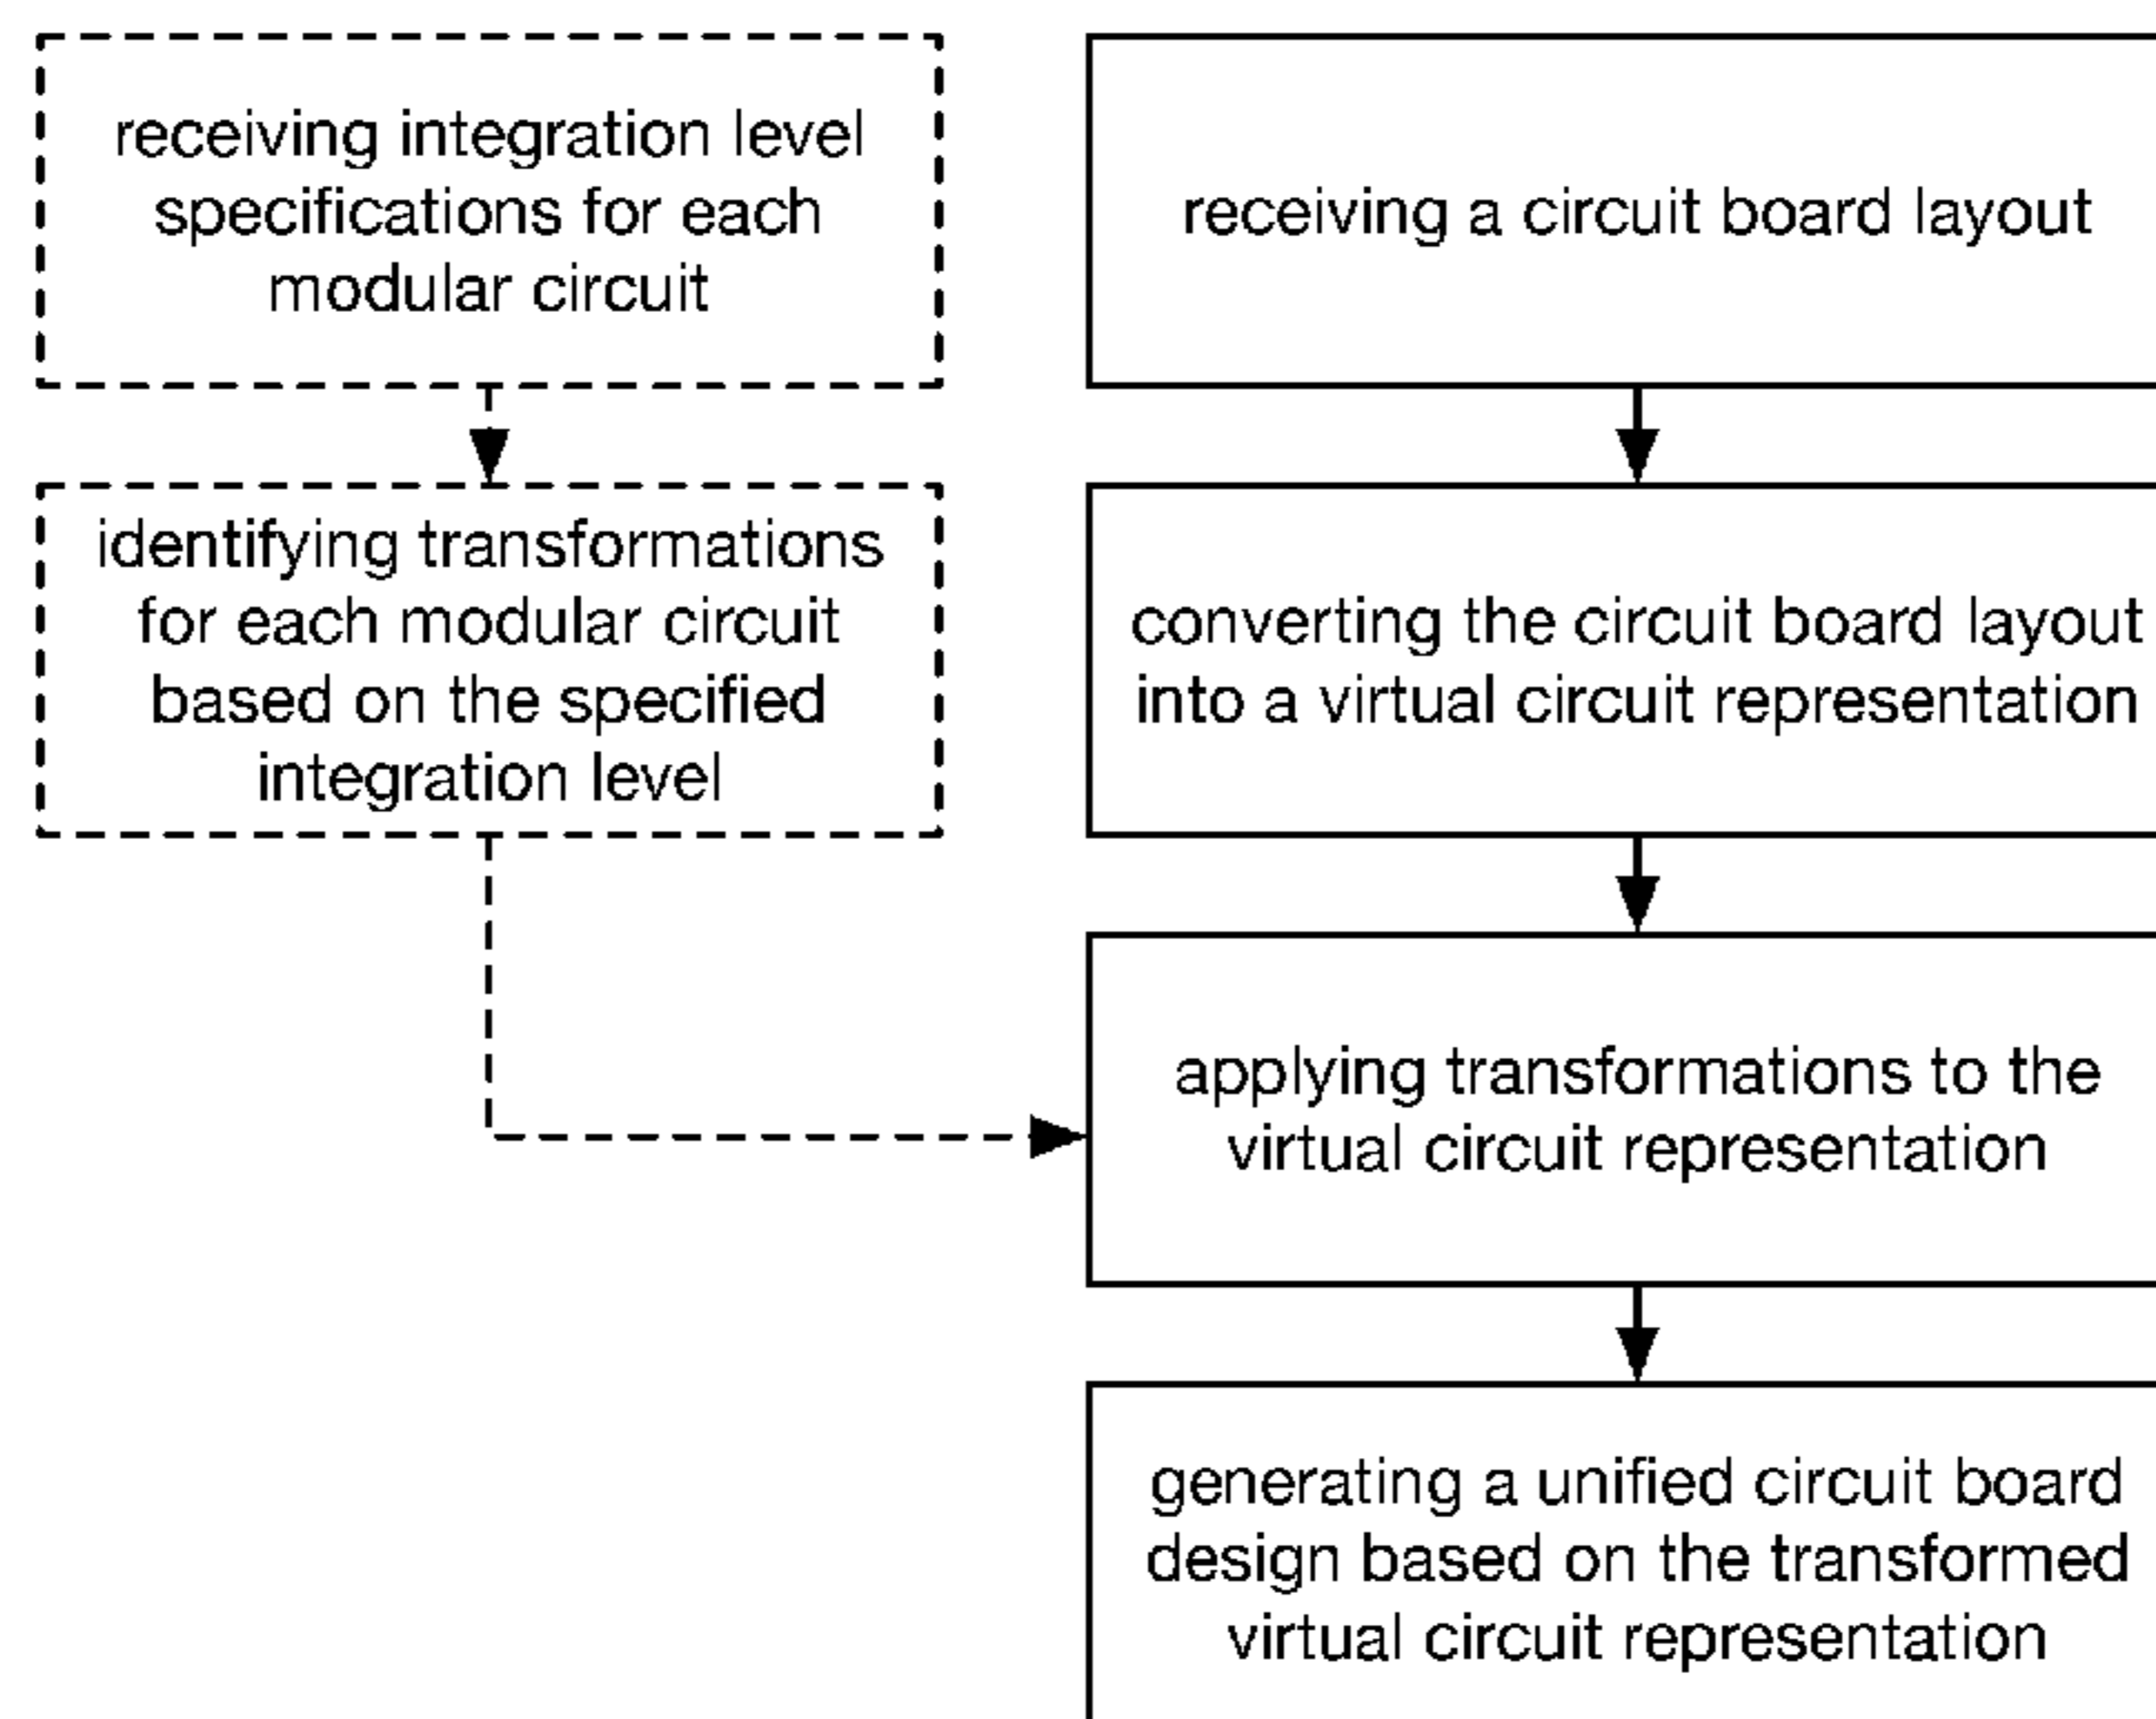 receiving integration level
specifications for each
modular circuit
identifying transformations
for each modular circuit
based on the specified
integration level
receiving a circuit board layout
converting the circuit board layout
into a virtual circuit representation
applying transformations to the
virtual circuit representation
generating a unified circuit board
design based on the transformed
virtual circuit representation